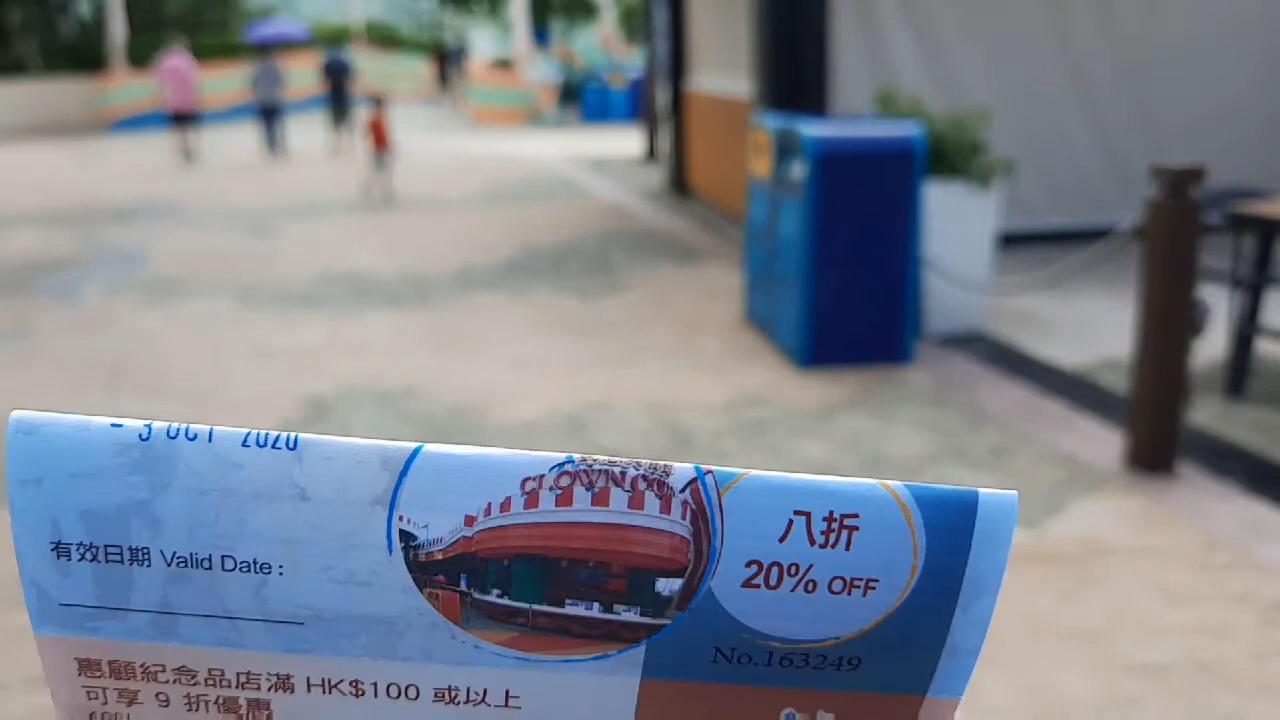 - 3 OCT 2020
CLOWN CO
八折
20% OFF
有效日期 Valid Date:
No.163249
惠顧紀念品店滿 HK$100 或以上
可享 9 折優惠